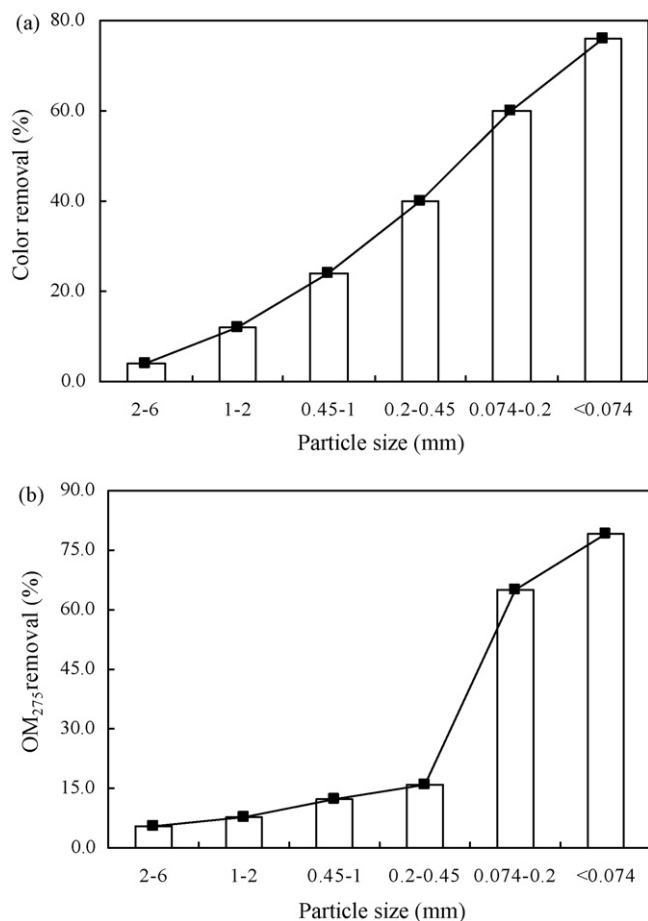 (a)
80.0
60.0
40.0
20.0
0.0
Color removal (%)
2-6 1-2 0.45-1 0.2-0.45 0.074-0.2 <0.074
Particle size (mm)
(b)
90.0
75.0
60.0
45.0
30.0
15.0
0.0
OM₂₇₅ removal (%)
2-6 1-2 0.45-1 0.2-0.45 0.074-0.2 <0.074
Particle size (mm)